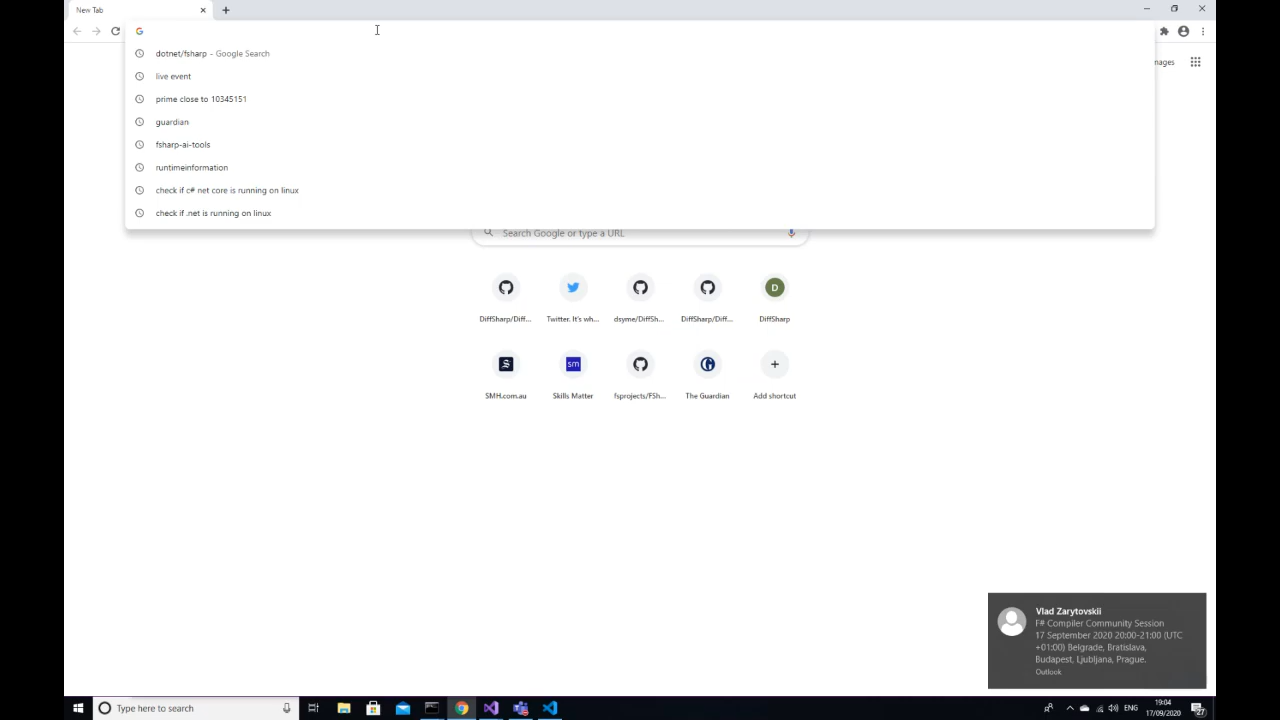 New Tab
dotnet/fsharp - Google Search
live event
prime close to 10345151
guardian
fsharp-ai-tools
runtimeinformation
check if c# net core is running on linux
check if .net is running on linux
mages
Search Google or type a URL
DiffSharp/Diff...
Twitter. It's wh...
dsyme/DiffSh...
DiffSharp/Diff...
D
DiffSharp
S
sm
G
SMH.com.au
Skills Matter
fsprojects/FSh...
The Guardian
Add shortcut
Vlad Zarytovskii
F# Compiler Community Session
17 September 2020 20:00-21:00 (UTC
+01:00) Belgrade, Bratislava,
Budapest, Ljubljana, Prague.
Outlook
Type here to search
ENG
19:04
17/09/2020
27